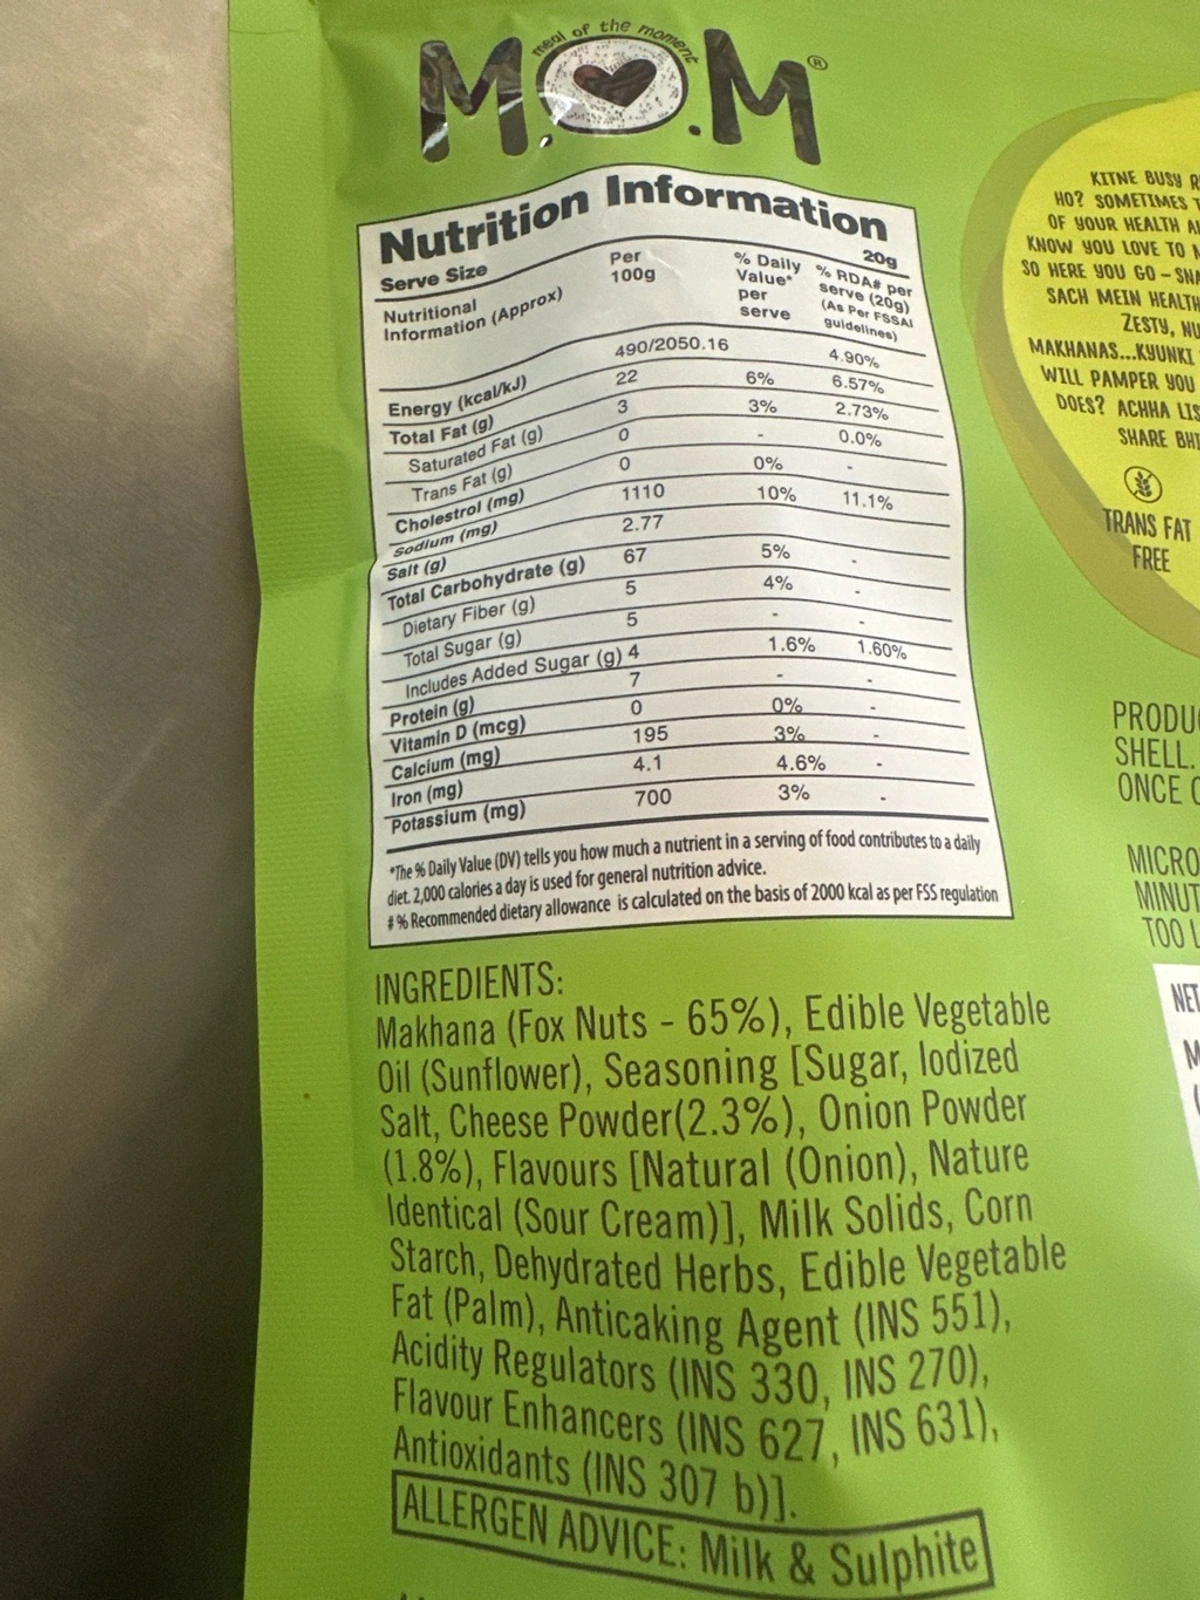 meal of the moment
M.O.M®
Nutrition Information
Serve Size 20g
Nutritional Information (Approx) Per 100g % Daily Value* per serve % RDA# per serve (20g) (As Per FSSAI guidelines)
Energy (kcal/kJ) 490/2050.16 4.90%
Total Fat (g) 22 6% 6.57%
Saturated Fat (g) 3 3% 2.73%
Trans Fat (g) 0 - 0.0%
Cholestrol (mg) 0 0% -
Sodium (mg) 1110 10% 11.1%
Salt (g) 2.77
Total Carbohydrate (g) 67 5% -
Dietary Fiber (g) 5 4% -
Total Sugar (g) 5 - -
Includes Added Sugar (g) 4 1.6% 1.60%
Protein (g) 7 - -
Vitamin D (mcg) 0 0% -
Calcium (mg) 195 3% -
Iron (mg) 4.1 4.6% -
Potassium (mg) 700 3% -
*The % Daily Value (DV) tells you how much a nutrient in a serving of food contributes to a daily
diet. 2,000 calories a day is used for general nutrition advice.
# % Recommended dietary allowance is calculated on the basis of 2000 kcal as per FSS regulation
INGREDIENTS:
Makhana (Fox Nuts - 65%), Edible Vegetable
Oil (Sunflower), Seasoning [Sugar, Iodized
Salt, Cheese Powder(2.3%), Onion Powder
(1.8%), Flavours [Natural (Onion), Nature
Identical (Sour Cream)], Milk Solids, Corn
Starch, Dehydrated Herbs, Edible Vegetable
Fat (Palm), Anticaking Agent (INS 551),
Acidity Regulators (INS 330, INS 270),
Flavour Enhancers (INS 627, INS 631),
Antioxidants (INS 307 b)].
ALLERGEN ADVICE: Milk & Sulphite
KITNE BUSY
HO? SOMETIMES
OF YOUR HEALTH
KNOW YOU LOVE TO
SO HERE YOU GO -
SACH MEIN HEALTH
ZESTY,
MAKHANAS...KYUNKI
WILL PAMPER YOU
DOES? ACHHA
SHARE
TRANS FAT
FREE
SHELL.
ONCE
TOO
NET